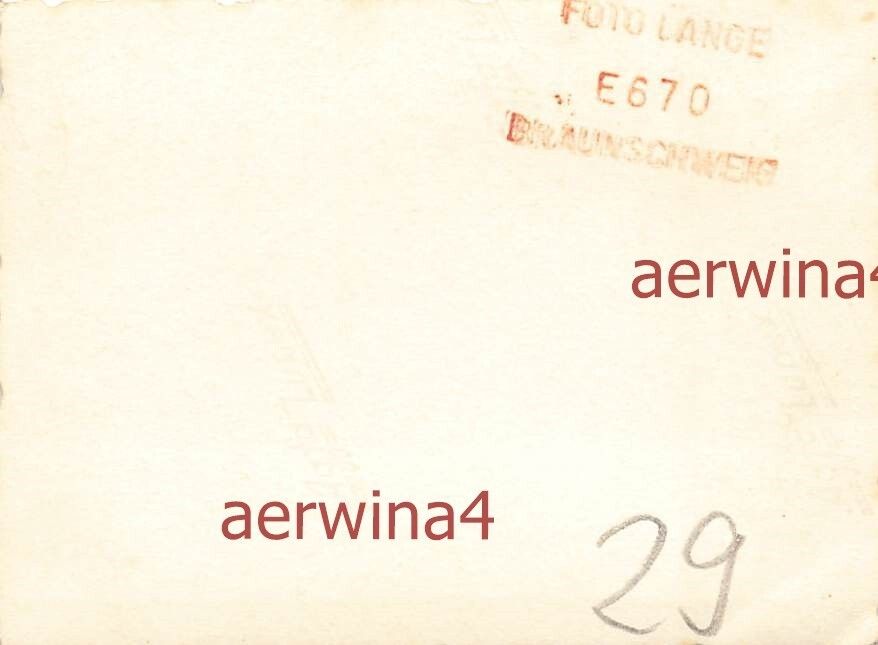 FOTO LANGE
E670
BRAUNSCHWEIG
aerwina4
aerwina4
29